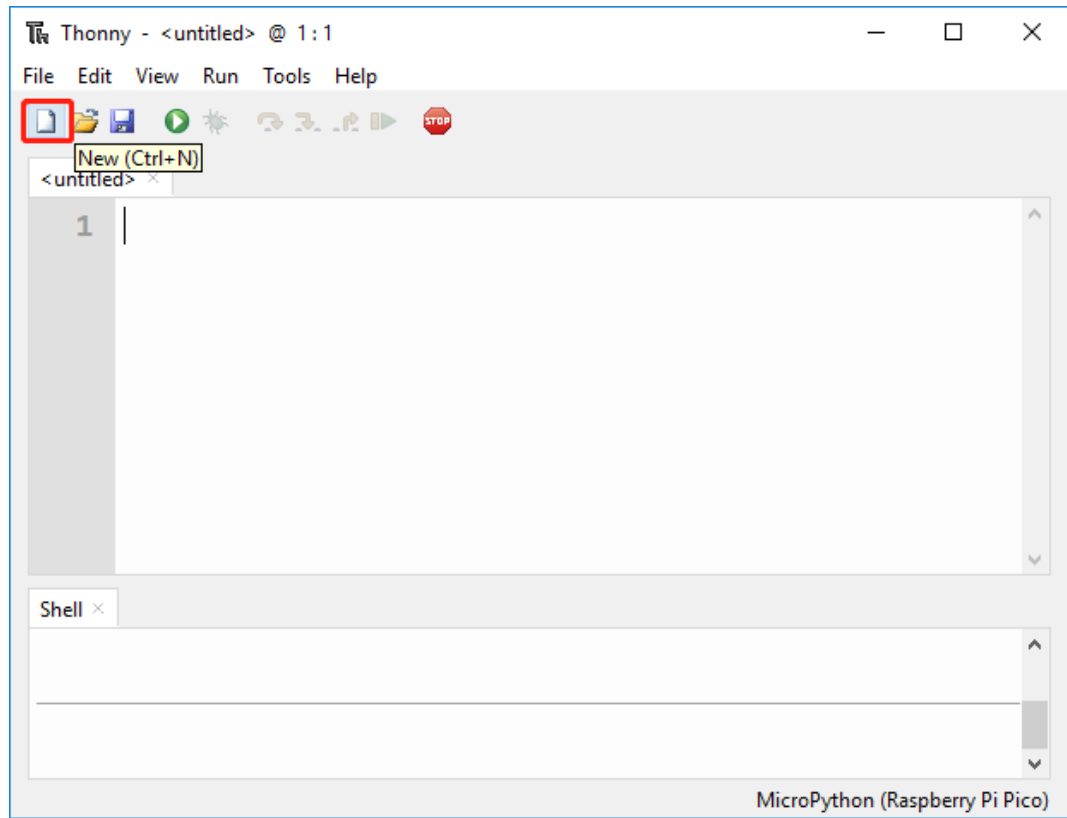 Thonny - <untitled> @ 1 : 1
File Edit View Run Tools Help
STOP
New (Ctrl+N)
<untitled>
1
Shell
MicroPython (Raspberry Pi Pico)